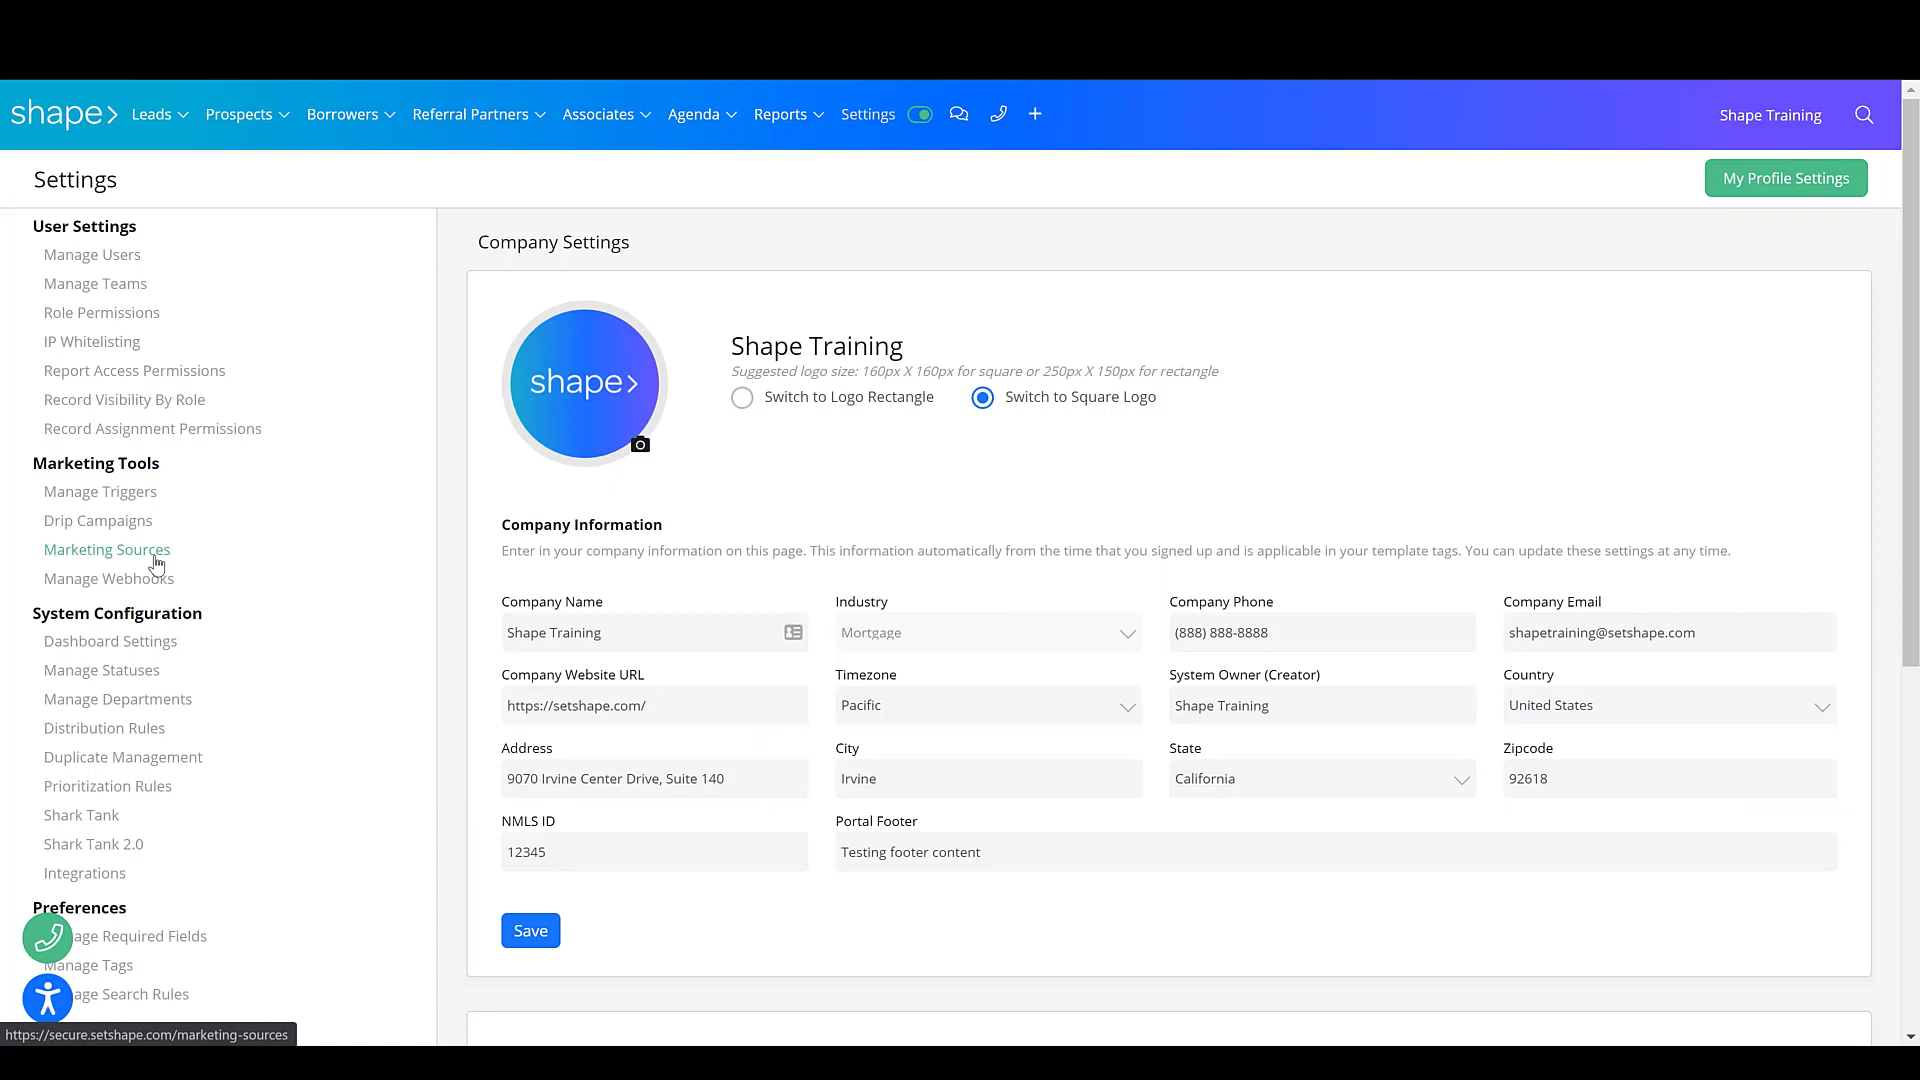 shape> Leads Prospects Borrowers Referral Partners Associates Agenda Reports Settings Shape Training
Settings
My Profile Settings
User Settings
Manage Users
Manage Teams
Role Permissions
IP Whitelisting
Report Access Permissions
Record Visibility By Role
Record Assignment Permissions
Marketing Tools
Manage Triggers
Drip Campaigns
Marketing Sources
Manage Webhooks
System Configuration
Dashboard Settings
Manage Statuses
Manage Departments
Distribution Rules
Duplicate Management
Prioritization Rules
Shark Tank
Shark Tank 2.0
Integrations
Preferences
age Required Fields
Manage Tags
age Search Rules
https://secure.setshape.com/marketing-sources
Company Settings
shape>
Shape Training
Suggested logo size: 160px X 160px for square or 250px X 150px for rectangle
Switch to Logo Rectangle Switch to Square Logo
Company Information
Enter in your company information on this page. This information automatically from the time that you signed up and is applicable in your template tags. You can update these settings at any time.
Company Name Industry Company Phone Company Email
Shape Training Mortgage (888) 888-8888 shapetraining@setshape.com
Company Website URL Timezone System Owner (Creator) Country
https://setshape.com/ Pacific Shape Training United States
Address City State Zipcode
9070 Irvine Center Drive, Suite 140 Irvine California 92618
NMLS ID Portal Footer
12345 Testing footer content
Save